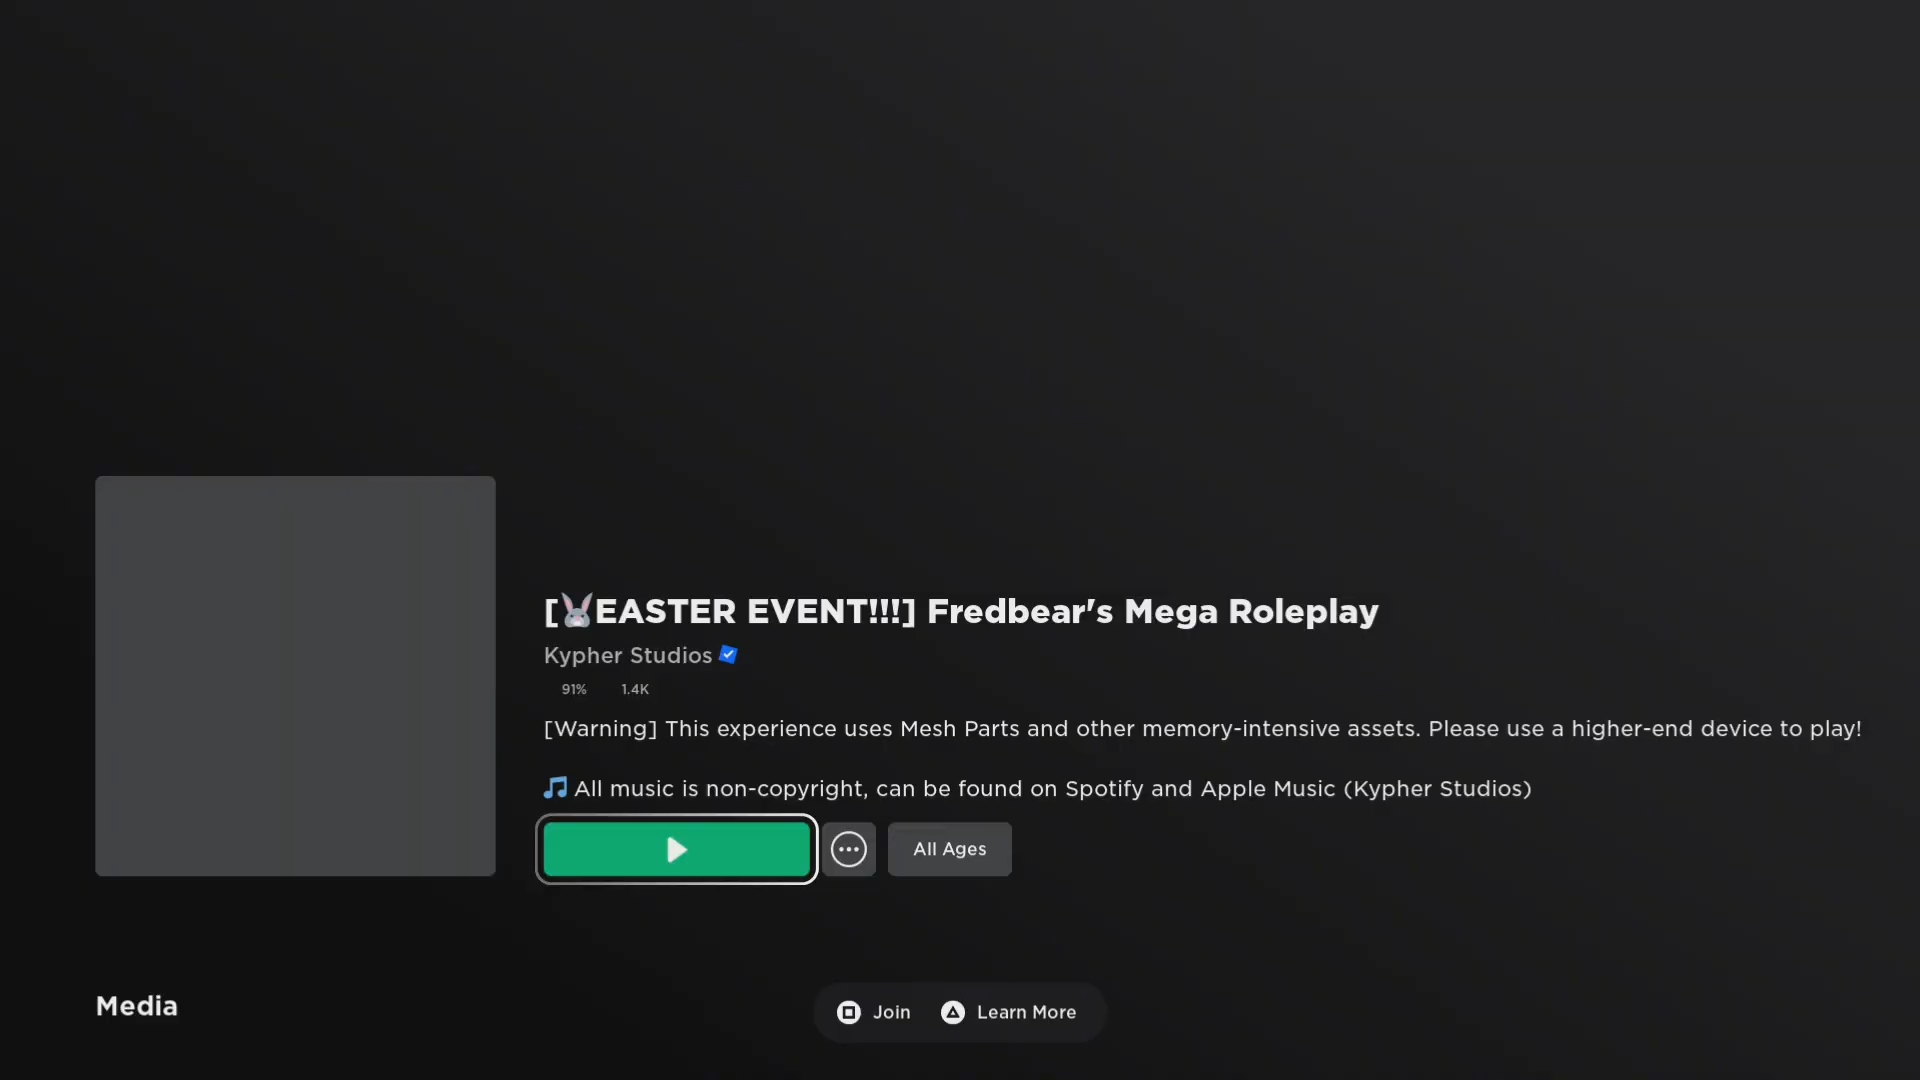 [🐰EASTER EVENT!!!] Fredbear's Mega Roleplay
Kypher Studios
91% 1.4K
[Warning] This experience uses Mesh Parts and other memory-intensive assets. Please use a higher-end device to play!
🎵All music is non-copyright, can be found on Spotify and Apple Music (Kypher Studios)
All Ages
Media
Join Learn More